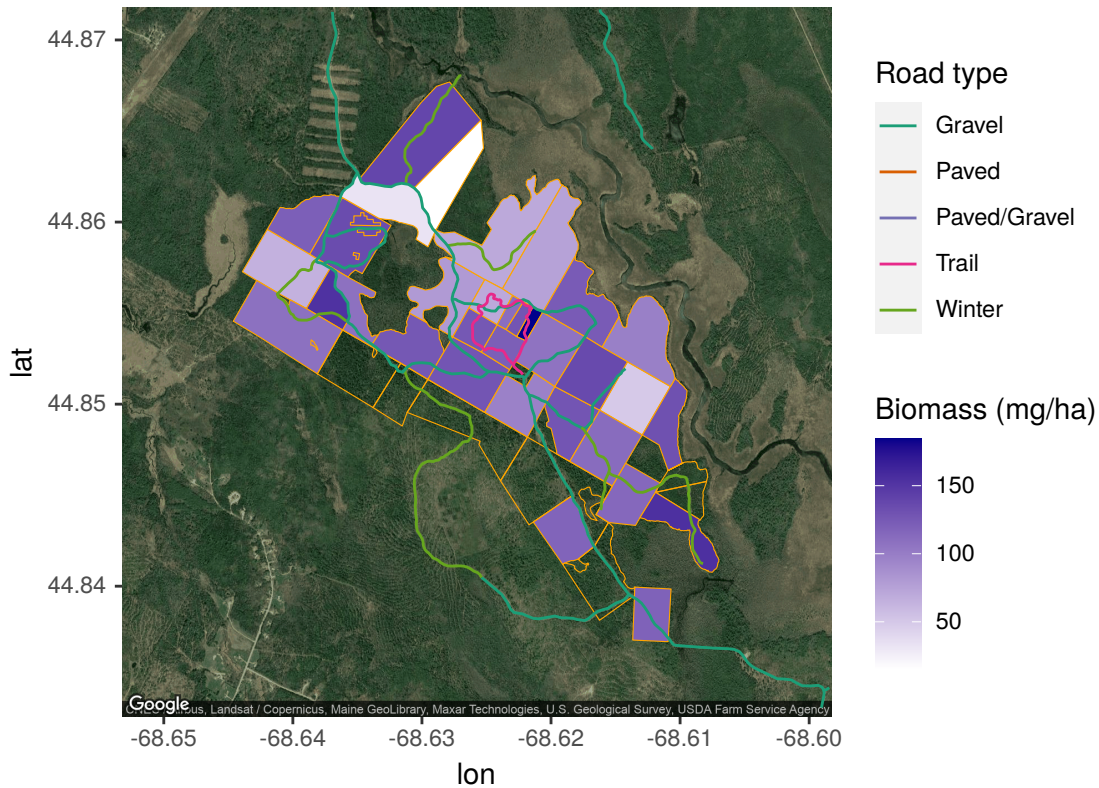 44.87
44.86
44.85
44.84
lat
-68.65
-68.64
-68.63
-68.62
-68.61
-68.60
lon
Google
Airbus, Landsat / Copernicus, Maine GeoLibrary, Maxar Technologies, U.S. Geological Survey, USDA Farm Service Agency
Road type
Gravel
Paved
Paved/Gravel
Trail
Winter
Biomass (mg/ha)
150
100
50